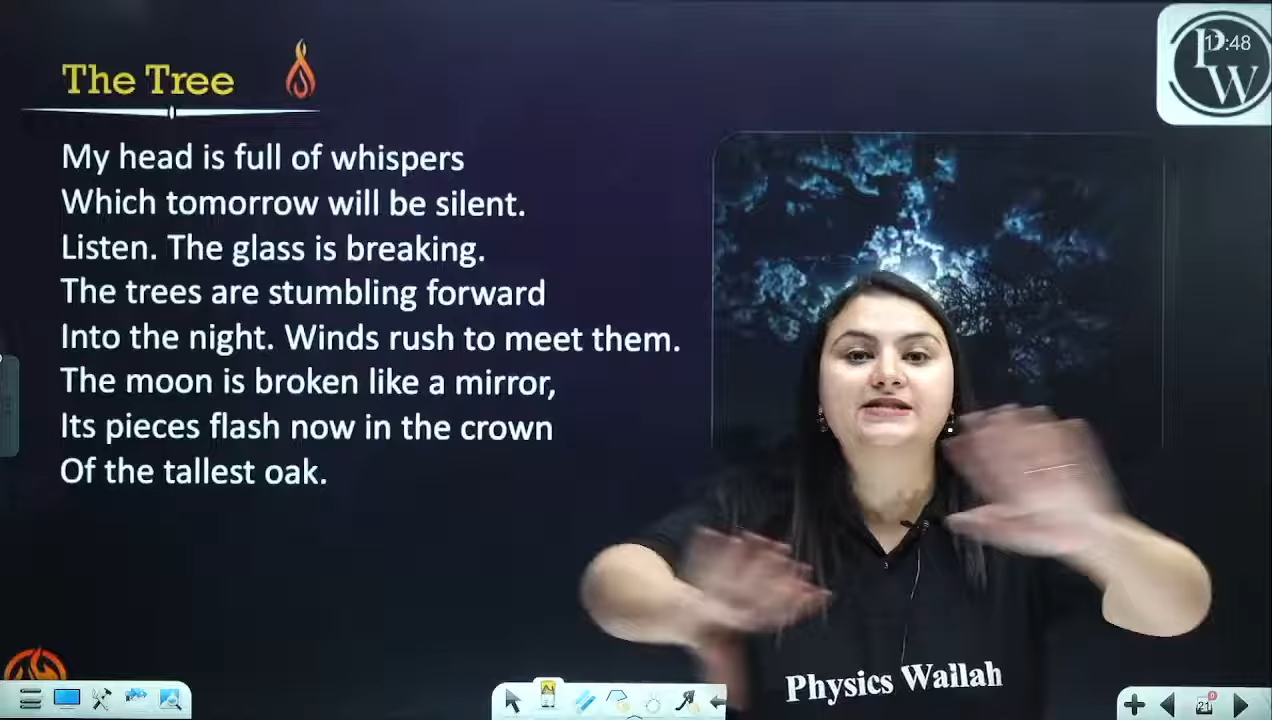 The Tree
My head is full of whispers
Which tomorrow will be silent.
Listen. The glass is breaking.
The trees are stumbling forward
Into the night. Winds rush to meet them.
The moon is broken like a mirror,
Its pieces flash now in the crown
Of the tallest oak.
PW
Physics Wallah
21